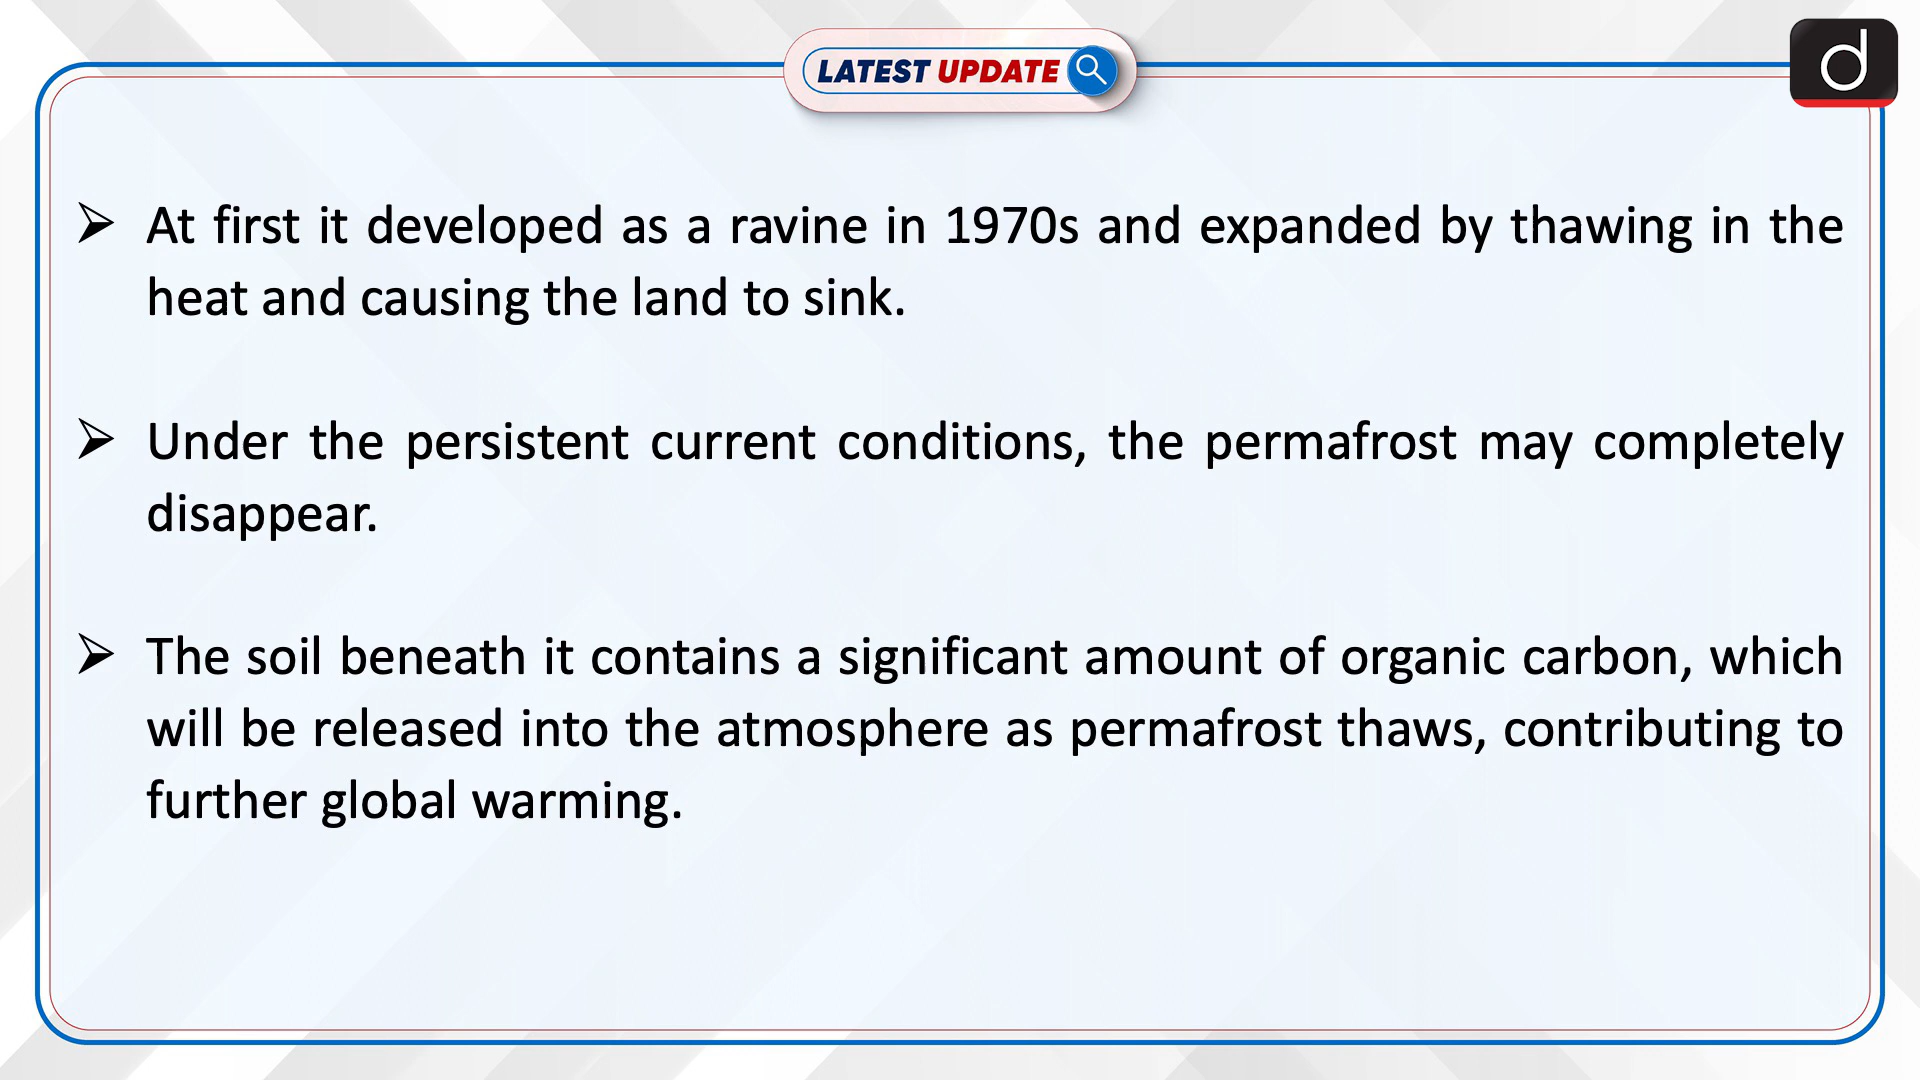 LATEST UPDATE
d
➢ At first it developed as a ravine in 1970s and expanded by thawing in the
heat and causing the land to sink.
➢ Under the persistent current conditions, the permafrost may completely
disappear.
➢ The soil beneath it contains a significant amount of organic carbon, which
will be released into the atmosphere as permafrost thaws, contributing to
further global warming.